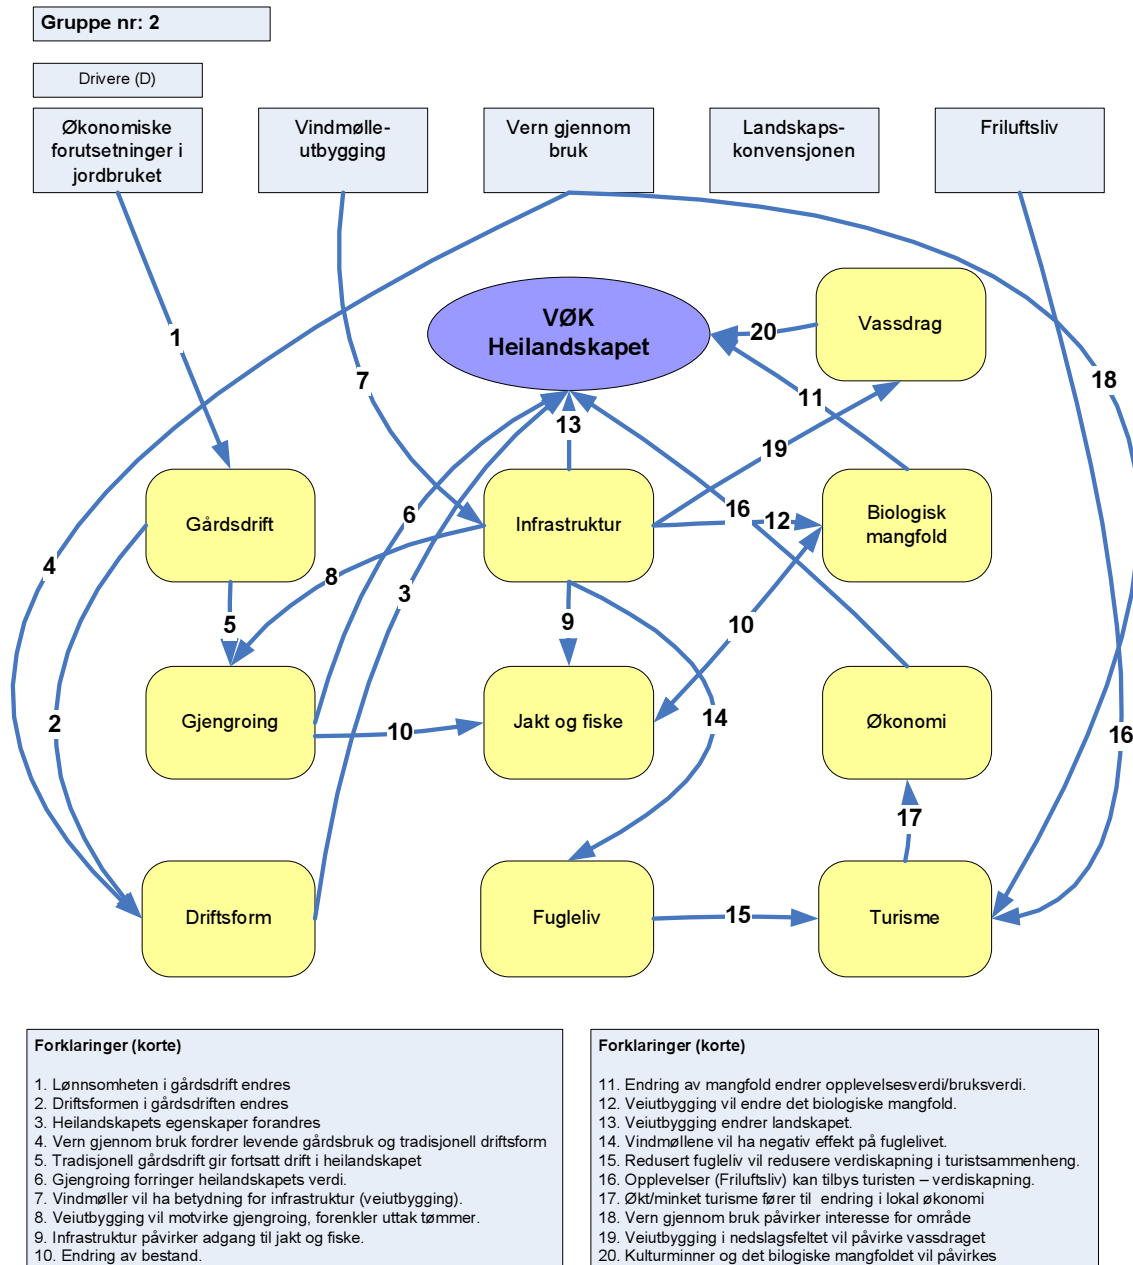 Gruppe nr: 2
Drivere (D)
Økonomiske
forutsetninger i
jordbruket
Vindmølle-
utbygging
Vern gjennom
bruk
Landskaps-
konvensjonen
Friluftsliv
VØK
Heilandskapet
Vassdrag
20
1
7
11
18
13
19
Gårdsdrift
Infrastruktur
Biologisk
mangfold
6
16
12
4
8
3
5
9
10
Gjengroing
Jakt og fiske
Økonomi
2
10
14
16
17
Driftsform
Fugleliv
15
Turisme
Forklaringer (korte)
1. Lønnsomheten i gårdsdrift endres
2. Driftsformen i gårdsdriften endres
3. Heilandskapets egenskaper forandres
4. Vern gjennom bruk fordrer levende gårdsbruk og tradisjonell driftsform
5. Tradisjonell gårdsdrift gir fortsatt drift i heilandskapet
6. Gjengroing forringer heilandskapets verdi.
7. Vindmøller vil ha betydning for infrastruktur (veiutbygging).
8. Veiutbygging vil motvirke gjengroing, forenkler uttak tømmer.
9. Infrastruktur påvirker adgang til jakt og fiske.
10. Endring av bestand.
Forklaringer (korte)
11. Endring av mangfold endrer opplevelsesverdi/bruksverdi.
12. Veiutbygging vil endre det biologiske mangfold.
13. Veiutbygging endrer landskapet.
14. Vindmøllene vil ha negativ effekt på fuglelivet.
15. Redusert fugleliv vil redusere verdiskapning i turistsammenheng.
16. Opplevelser (Friluftsliv) kan tilbys turisten – verdiskapning.
17. Økt/minket turisme fører til  endring i lokal økonomi
18. Vern gjennom bruk påvirker interesse for område
19. Veiutbygging i nedslagsfeltet vil påvirke vassdraget
20. Kulturminner og det bilogiske mangfoldet vil påvirkes